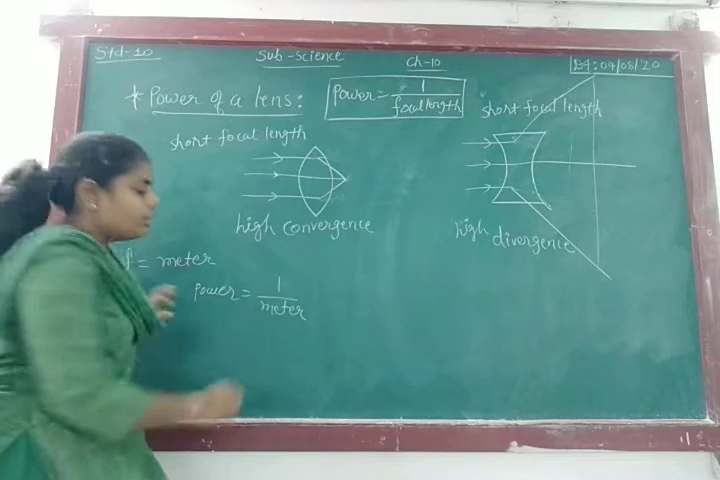 Std-10
Sub-Science
Ch-10
Dt: 04/08/20
* Power of a lens:
Power = 1/focal length
short focal length
short focal length
high convergence
high divergence
f = meter
Power = 1/meter